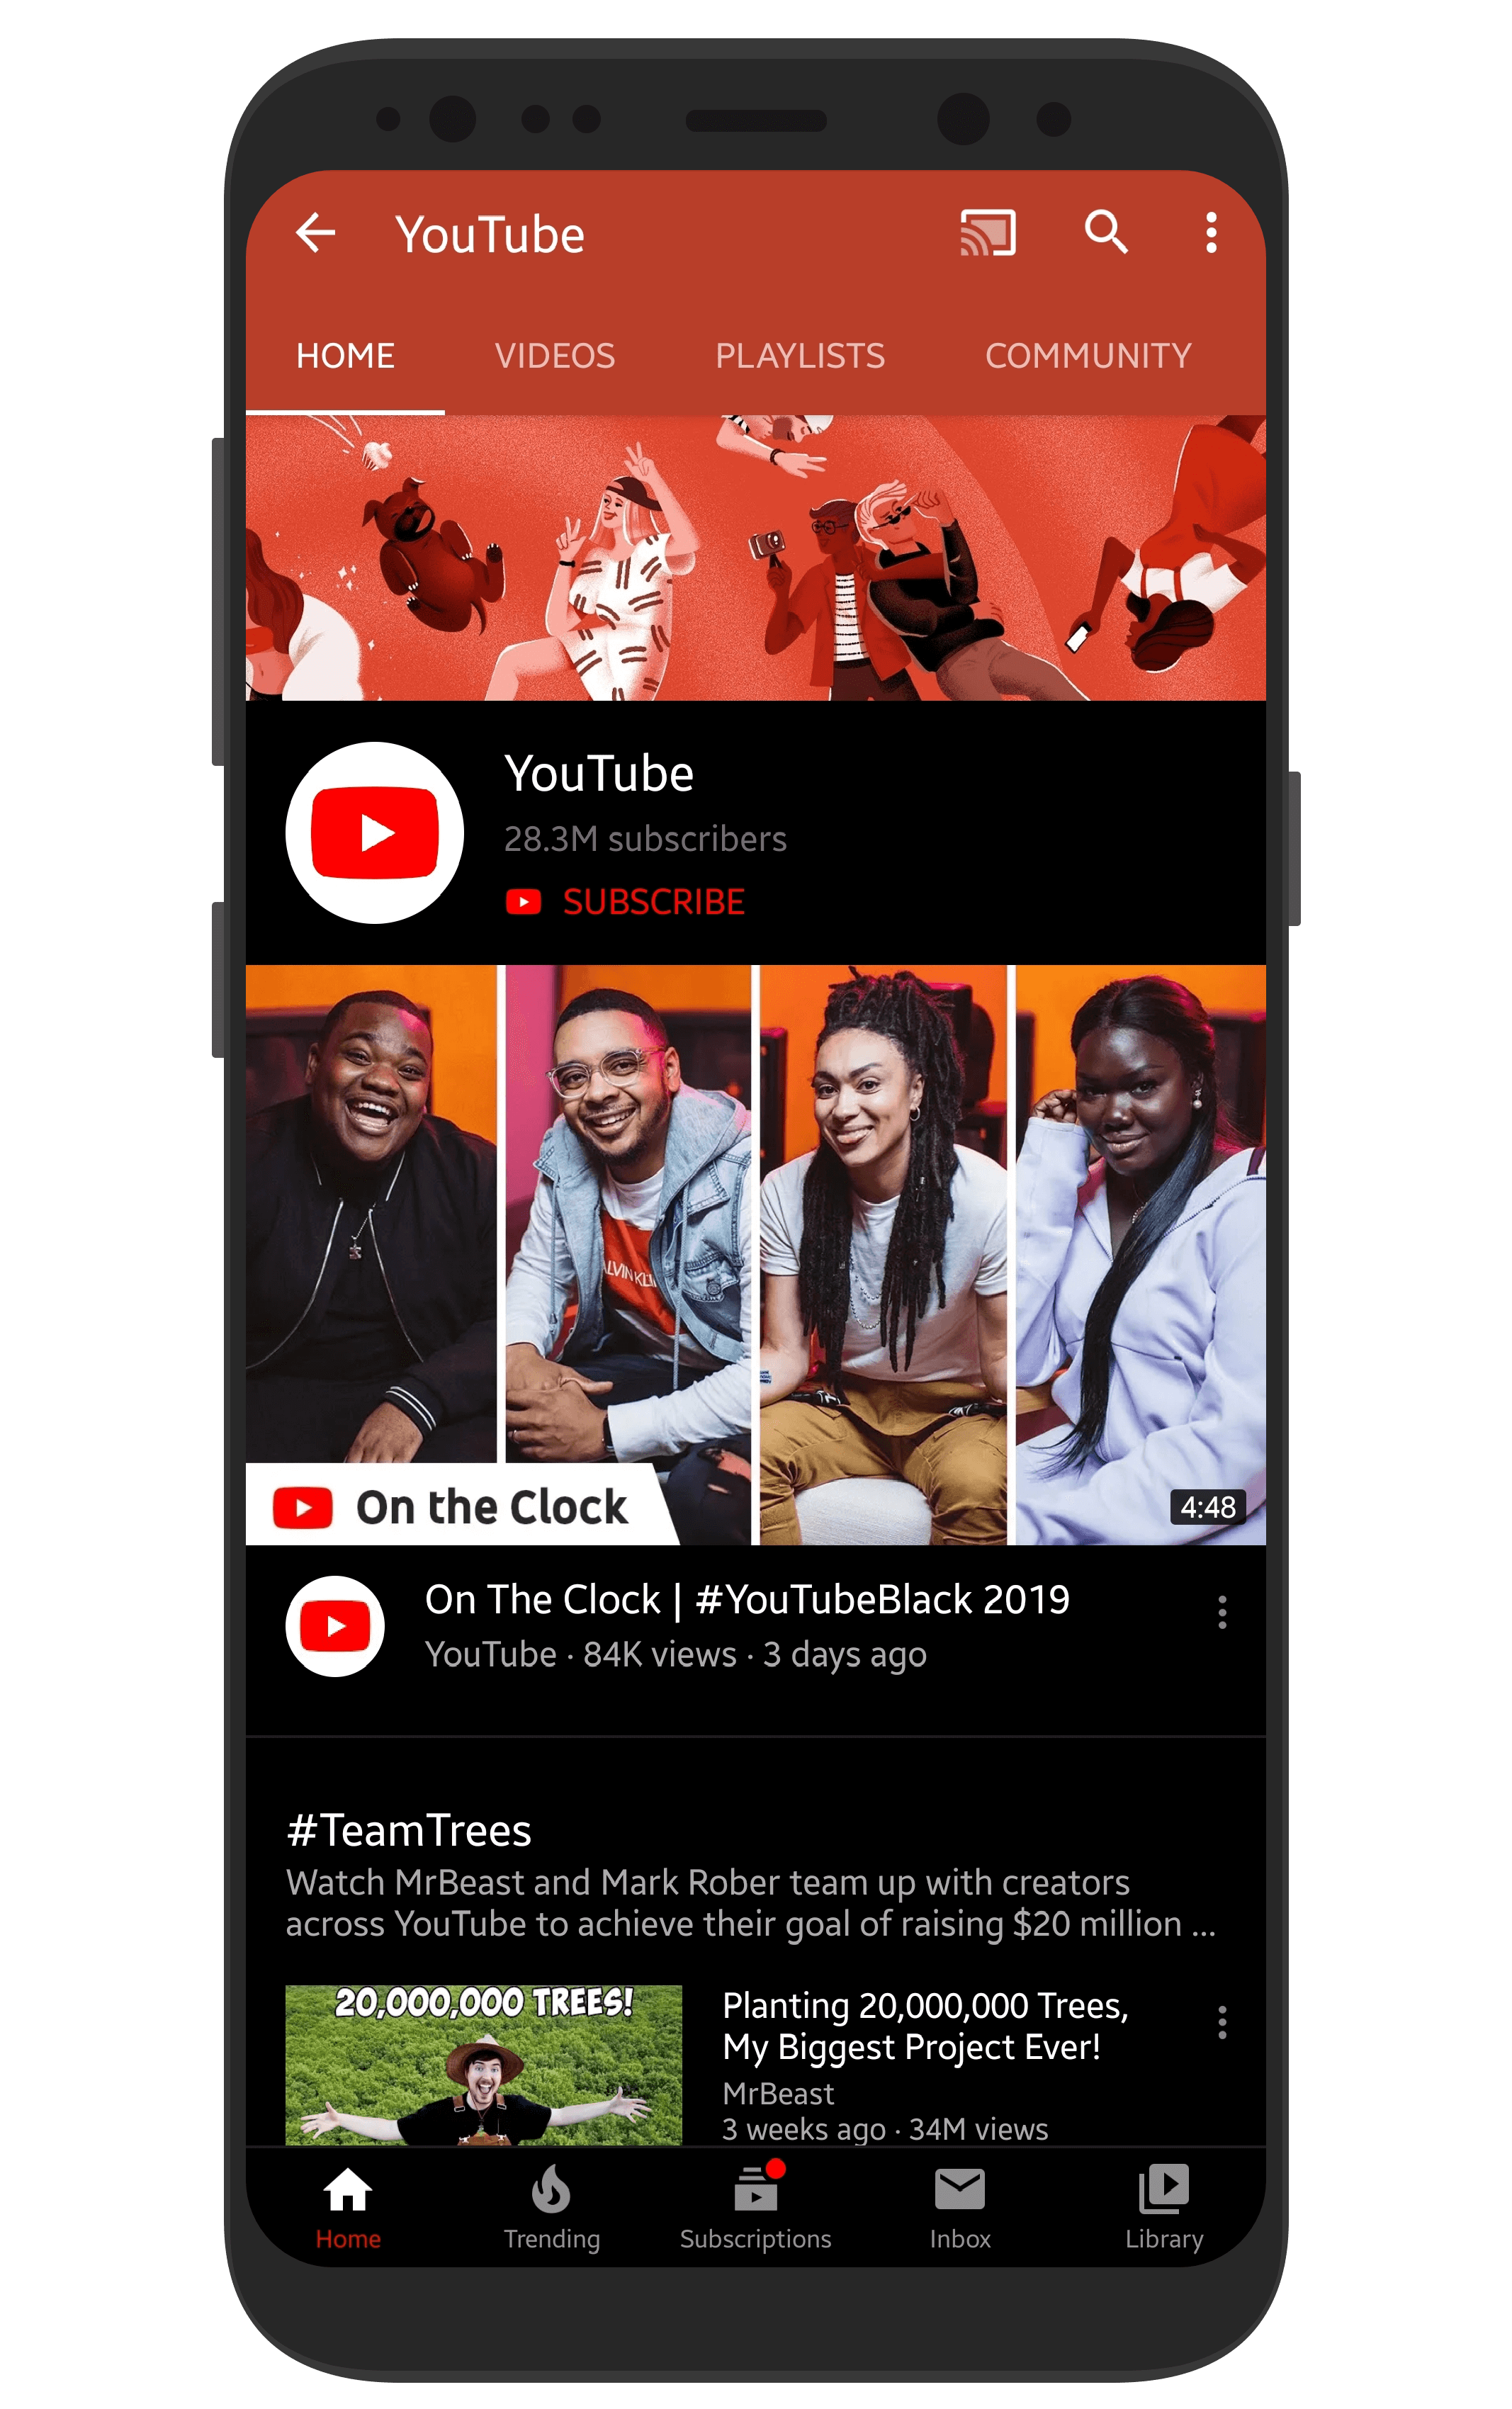 YouTube
HOME VIDEOS PLAYLISTS COMMUNITY
YouTube
28.3M subscribers
SUBSCRIBE
On the Clock
4:48
On The Clock | #YouTubeBlack 2019
YouTube · 84K views · 3 days ago
#TeamTrees
Watch MrBeast and Mark Rober team up with creators
across YouTube to achieve their goal of raising $20 million ...
20,000,000 TREES!
Planting 20,000,000 Trees,
My Biggest Project Ever!
MrBeast
3 weeks ago · 34M views
Home Trending Subscriptions Inbox Library